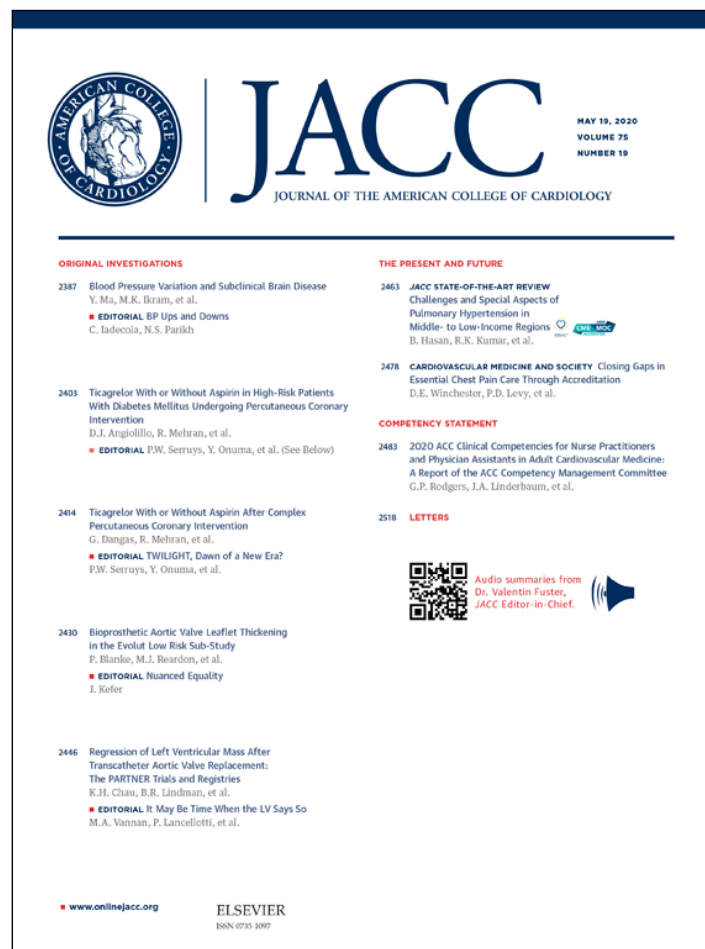 AMERICAN COLLEGE
OF CARDIOLOGY
JACC
JOURNAL OF THE AMERICAN COLLEGE OF CARDIOLOGY
MAY 19, 2020
VOLUME 75
NUMBER 19
ORIGINAL INVESTIGATIONS
2387 Blood Pressure Variation and Subclinical Brain Disease
Y. Ma, M.K. Ikram, et al.
■ EDITORIAL BP Ups and Downs
C. Iadecola, N.S. Parikh
2403 Ticagrelor With or Without Aspirin in High-Risk Patients
With Diabetes Mellitus Undergoing Percutaneous Coronary
Intervention
D.J. Angiolillo, R. Mehran, et al.
■ EDITORIAL P.W. Serruys, Y. Onuma, et al. (See Below)
2414 Ticagrelor With or Without Aspirin After Complex
Percutaneous Coronary Intervention
G. Dangas, R. Mehran, et al.
■ EDITORIAL TWILIGHT, Dawn of a New Era?
P.W. Serruys, Y. Onuma, et al.
2430 Bioprosthetic Aortic Valve Leaflet Thickening
in the Evolut Low Risk Sub-Study
P. Blanke, M.J. Reardon, et al.
■ EDITORIAL Nuanced Equality
J. Kefer
2446 Regression of Left Ventricular Mass After
Transcatheter Aortic Valve Replacement:
The PARTNER Trials and Registries
K.H. Chau, B.R. Lindman, et al.
■ EDITORIAL It May Be Time When the LV Says So
M.A. Vannan, P. Lancellotti, et al.
THE PRESENT AND FUTURE
2463 JACC STATE-OF-THE-ART REVIEW
Challenges and Special Aspects of
Pulmonary Hypertension in
Middle- to Low-Income Regions CME MOC
B. Hasan, R.K. Kumar, et al.
2478 CARDIOVASCULAR MEDICINE AND SOCIETY Closing Gaps in
Essential Chest Pain Care Through Accreditation
D.E. Winchester, P.D. Levy, et al.
COMPETENCY STATEMENT
2483 2020 ACC Clinical Competencies for Nurse Practitioners
and Physician Assistants in Adult Cardiovascular Medicine:
A Report of the ACC Competency Management Committee
G.P. Rodgers, J.A. Linderbaum, et al.
2518 LETTERS
Audio summaries from
Dr. Valentin Fuster,
JACC Editor-in-Chief.
■ www.onlinejacc.org
ELSEVIER
ISSN 0735-1097